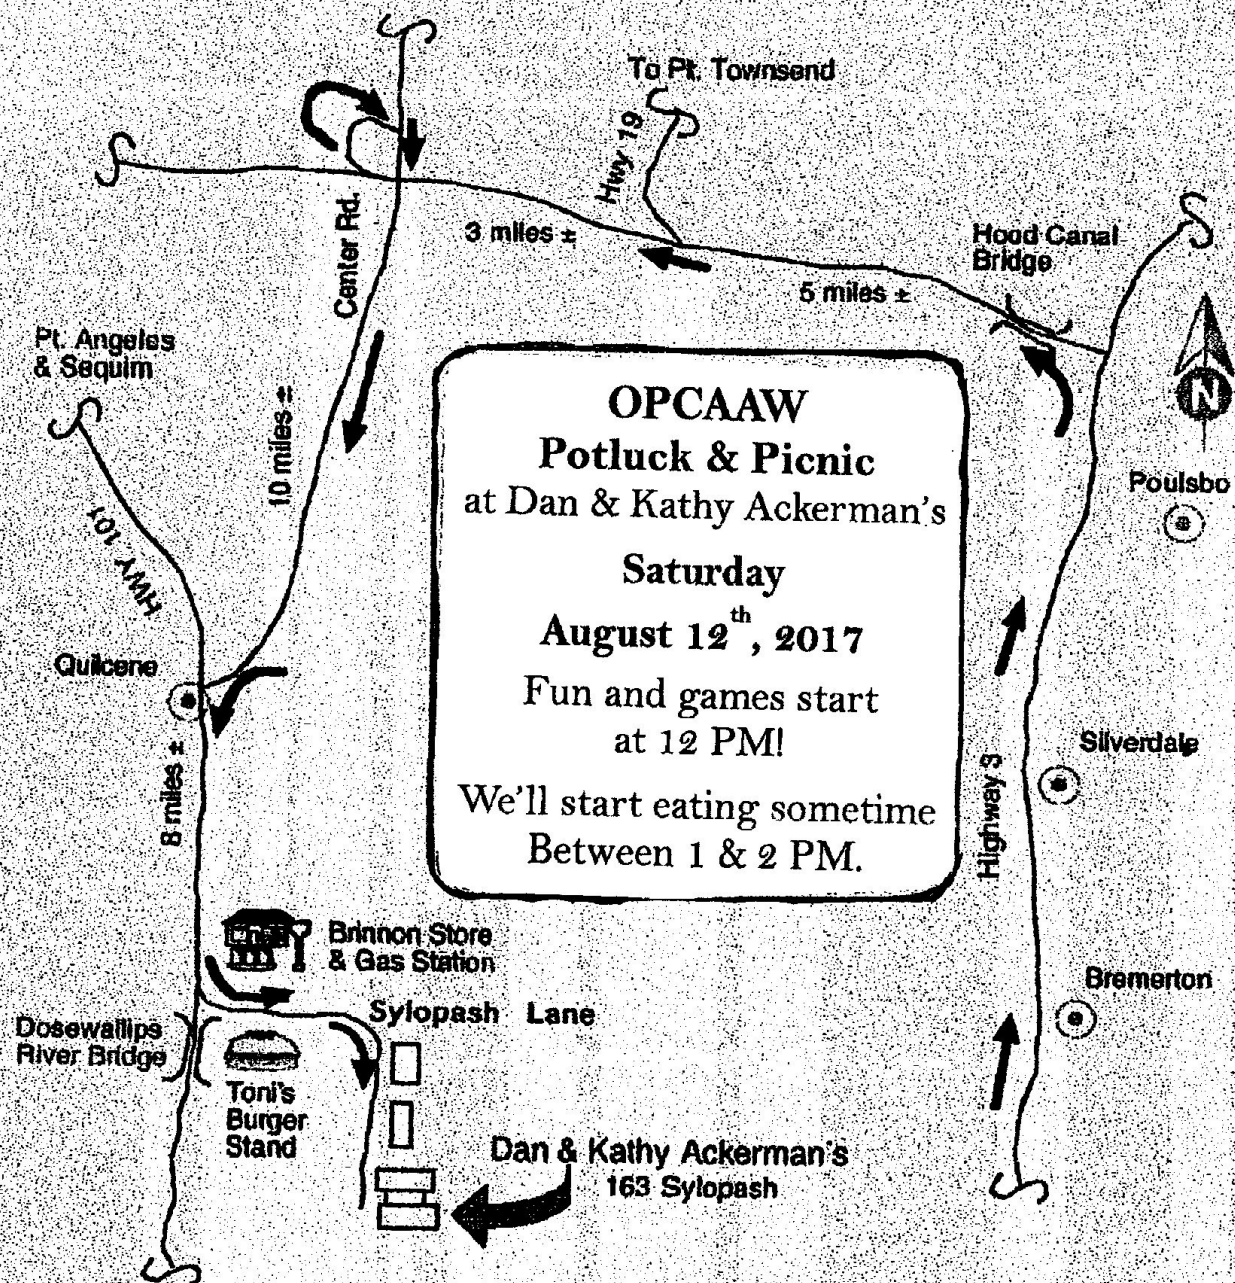 To Pt. Townsend
Hwy 19
Center Rd.
3 miles ±
Hood Canal
Bridge
5 miles ±
Pt. Angeles
& Sequim
10 miles ±
HWY 101
OPCAAW
Potluck & Picnic
at Dan & Kathy Ackerman's
Saturday
August 12th, 2017
Fun and games start
at 12 PM!
We'll start eating sometime
Between 1 & 2 PM.
N
Poulsbo
Quilcene
8 miles ±
Silverdale
Highway 3
Brinnon Store
& Gas Station
Bremerton
Sylopash Lane
Dosewallips
River Bridge
Toni's
Burger
Stand
Dan & Kathy Ackerman's
163 Sylopash